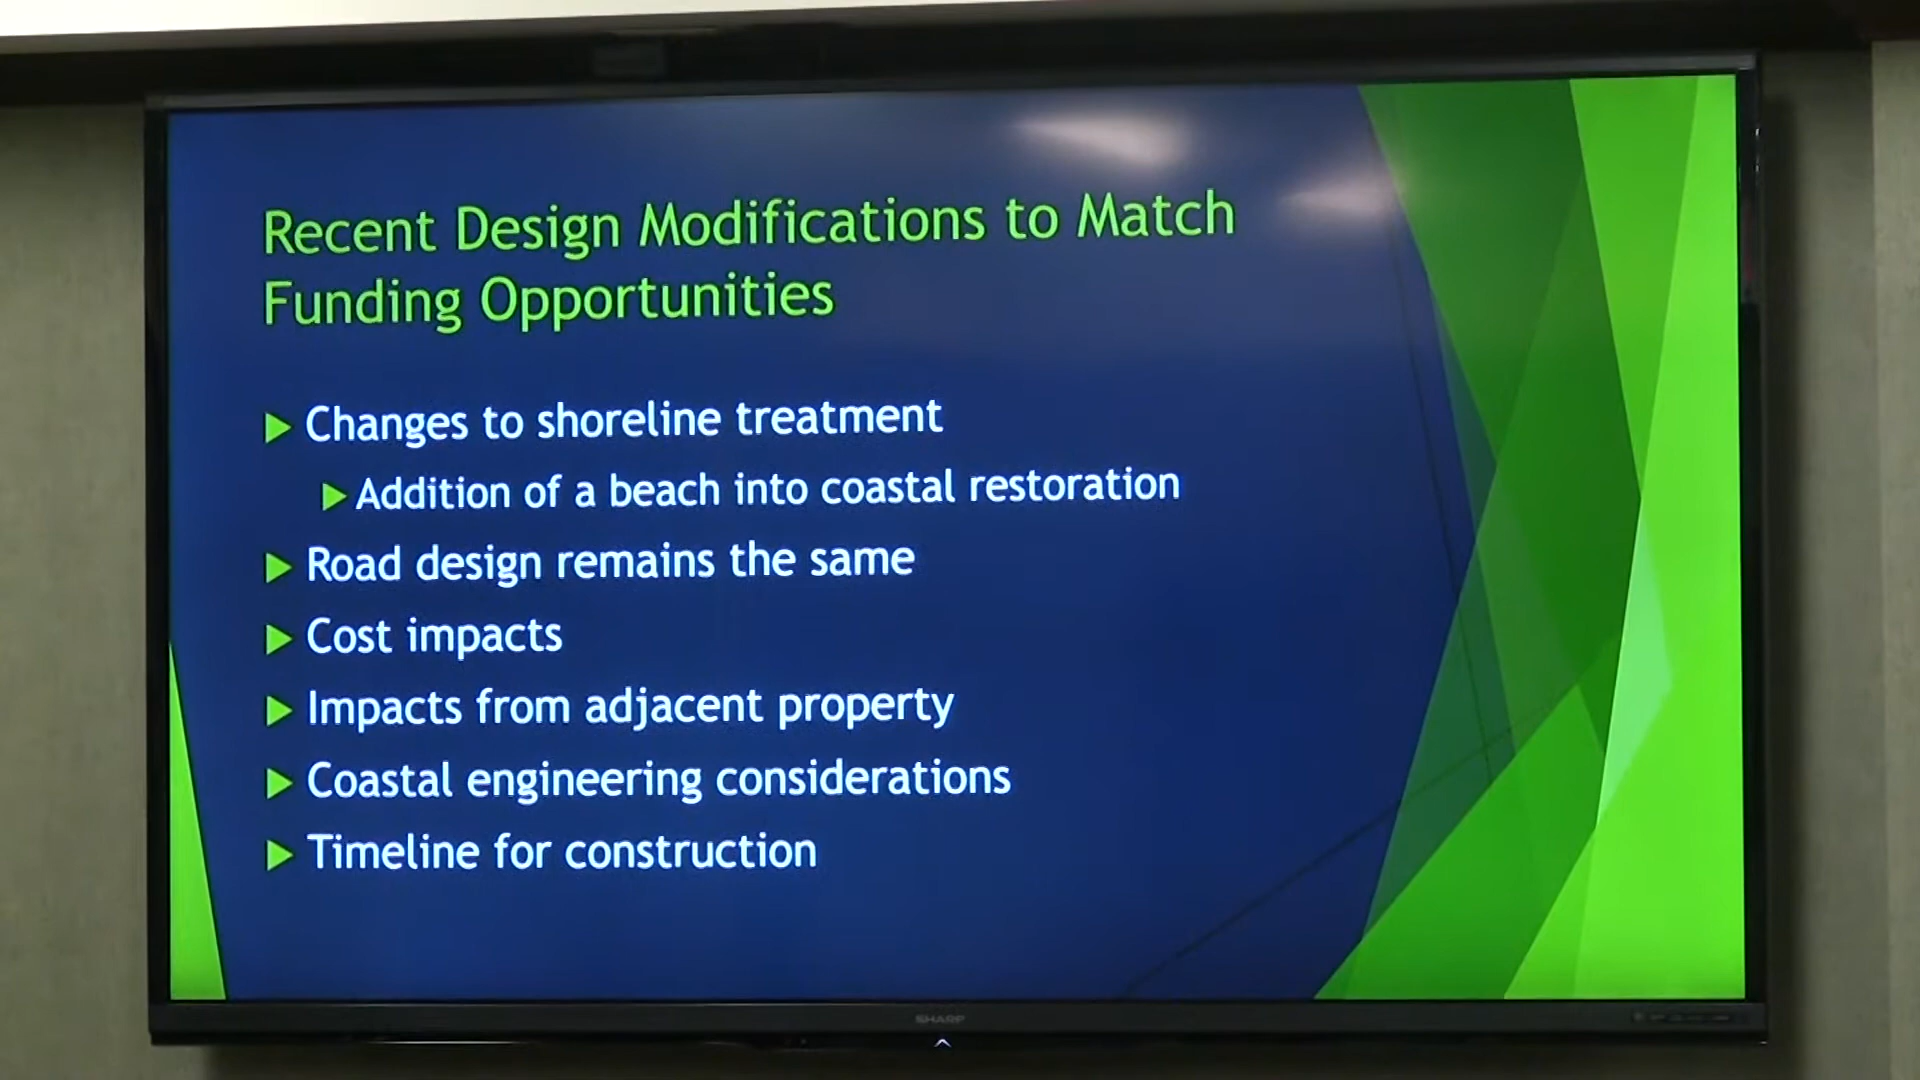 Recent Design Modifications to Match
Funding Opportunities
Changes to shoreline treatment
Addition of a beach into coastal restoration
Road design remains the same
Cost impacts
Impacts from adjacent property
Coastal engineering considerations
Timeline for construction
SHARP